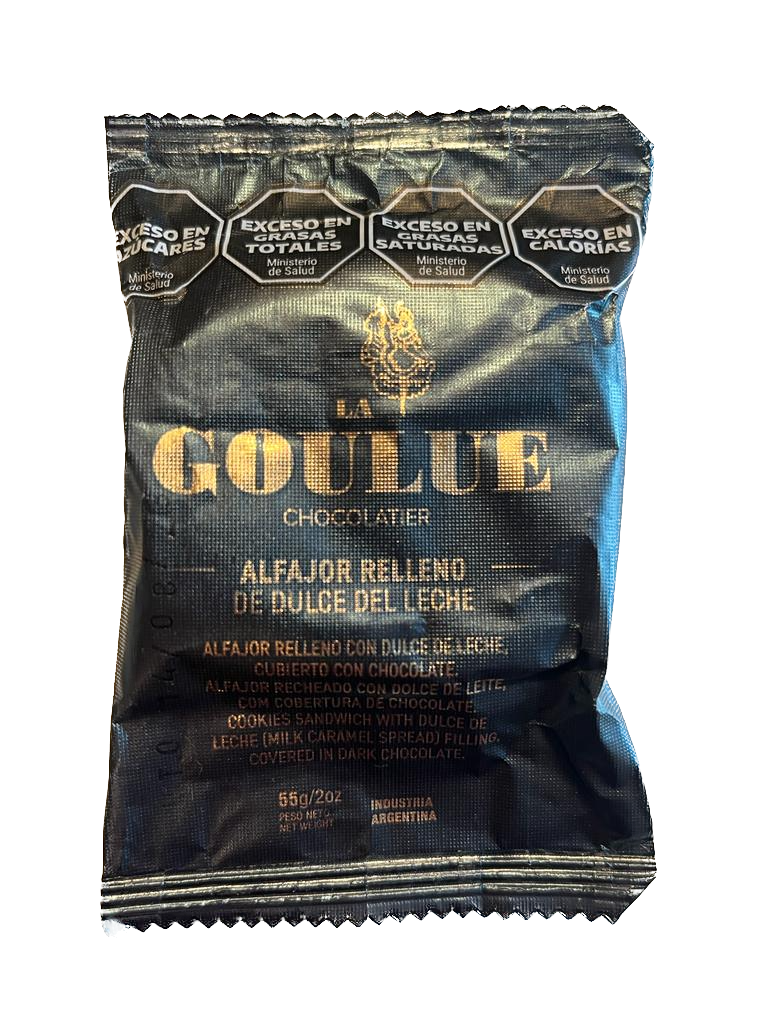 EXCESO EN
AZÚCARES
Ministerio
de Salud
EXCESO EN
GRASAS
TOTALES
Ministerio
de Salud
EXCESO EN
GRASAS
SATURADAS
Ministerio
de Salud
EXCESO EN
CALORÍAS
Ministerio
de Salud
LA
GOULUE
CHOCOLATIER
ALFAJOR RELLENO
DE DULCE DEL LECHE
ALFAJOR RELLENO CON DULCE DE LECHE,
CUBIERTO CON CHOCOLATE.
ALFAJOR RECHEADO CON DOLCE DE LEITE,
COM COBERTURA DE CHOCOLATE.
COOKIES SANDWICH WITH DULCE DE
LECHE (MILK CARAMEL SPREAD) FILLING,
COVERED IN DARK CHOCOLATE.
55g/2oz
PESO NETO
NET WEIGHT
INDUSTRIA
ARGENTINA